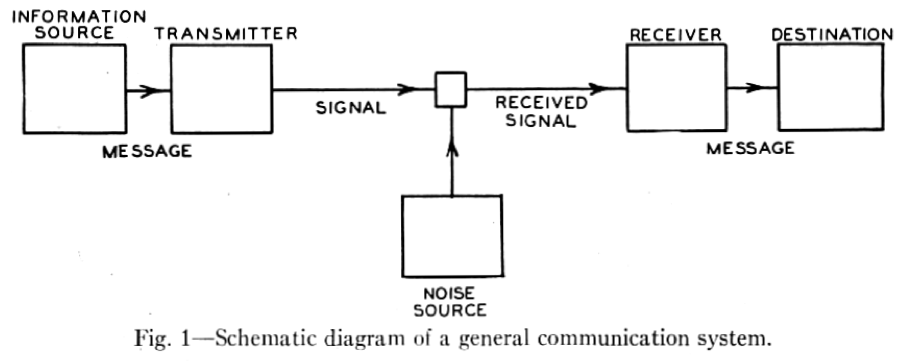 INFORMATION
SOURCE
TRANSMITTER
RECEIVER
DESTINATION
SIGNAL
RECEIVED
SIGNAL
MESSAGE
MESSAGE
NOISE
SOURCE
Fig. 1—Schematic diagram of a general communication system.